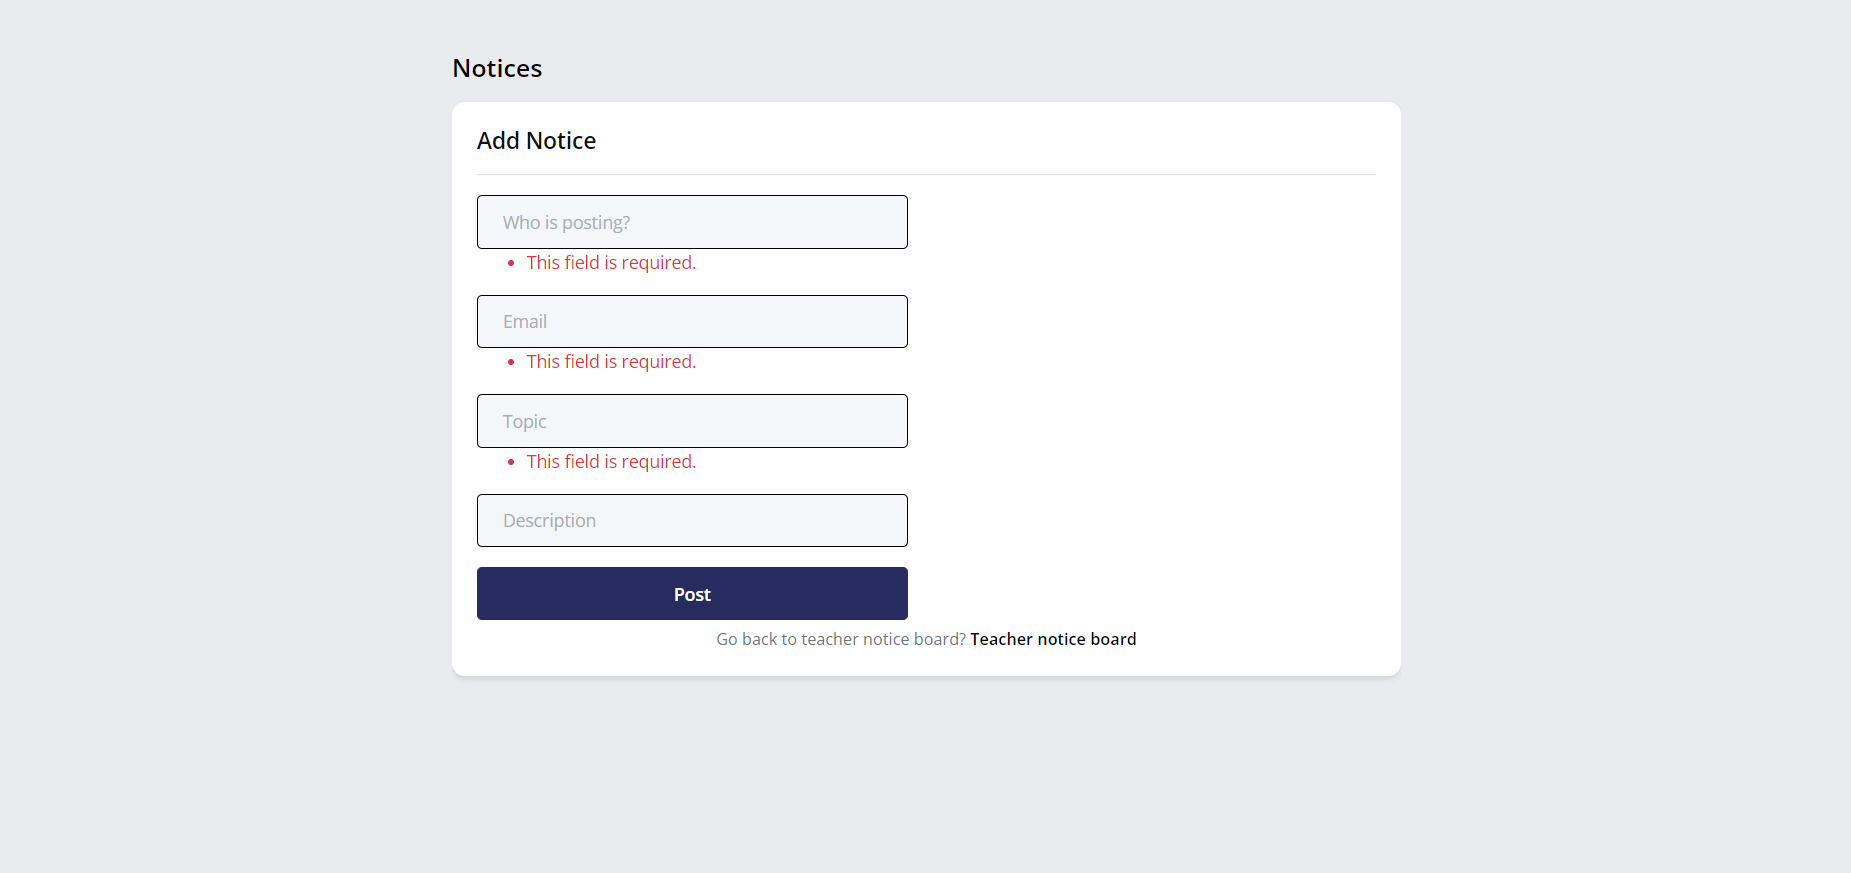 Notices
Add Notice
Who is posting?
• This field is required.
Email
• This field is required.
Topic
• This field is required.
Description
Post
Go back to teacher notice board? Teacher notice board